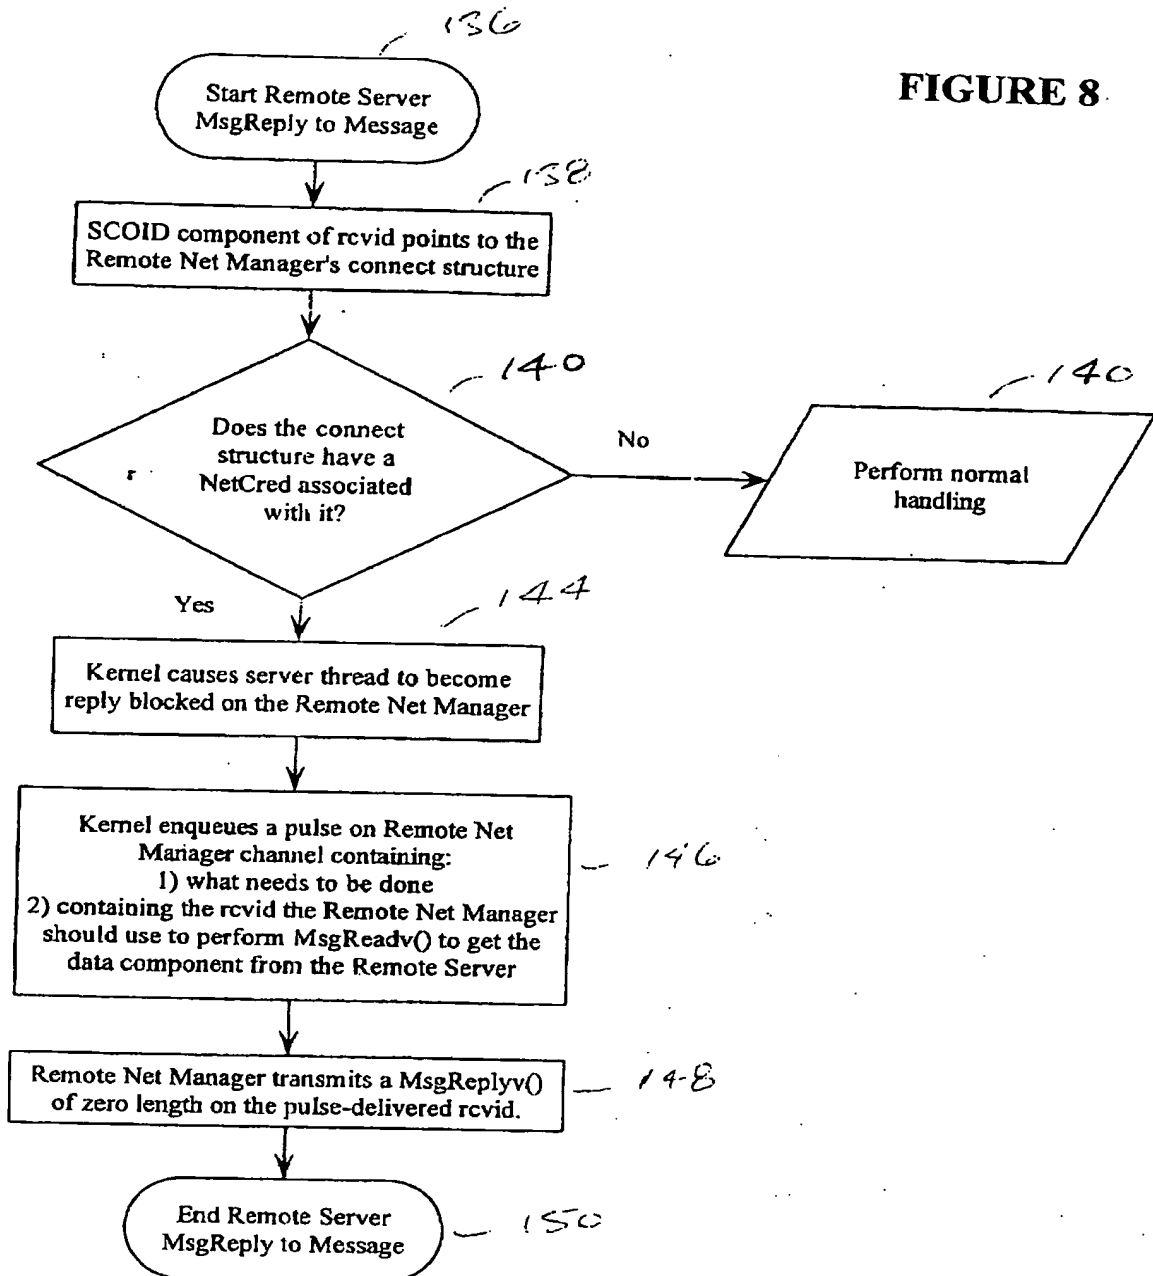 136
FIGURE 8
Start Remote Server
MsgReply to Message
138
SCOID component of rcvid points to the
Remote Net Manager's connect structure
140
140
Does the connect
structure have a
NetCred associated
with it?
No
Perform normal
handling
Yes
144
Kernel causes server thread to become
reply blocked on the Remote Net Manager
Kernel enqueues a pulse on Remote Net
Manager channel containing:
1) what needs to be done
2) containing the rcvid the Remote Net Manager
should use to perform MsgReadv() to get the
data component from the Remote Server
146
Remote Net Manager transmits a MsgReplyv()
of zero length on the pulse-delivered rcvid.
148
End Remote Server
MsgReply to Message
150